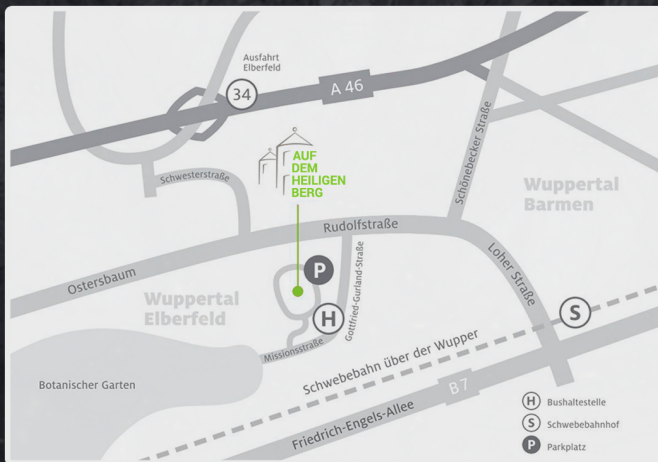 Ausfahrt
Elberfeld
34
A 46
AUF
DEM
HEILIGEN
BERG
Schwesterstraße
Schönebecker Straße
Wuppertal
Barmen
Rudolfstraße
Ostersbaum
Loher Straße
P
Wuppertal
Elberfeld
H
Gottfried-Gurland-Straße
Missionsstraße
S
Schwebebahn über der Wupper
Botanischer Garten
B7
Friedrich-Engels-Allee
H Bushaltestelle
S Schwebebahnhof
P Parkplatz